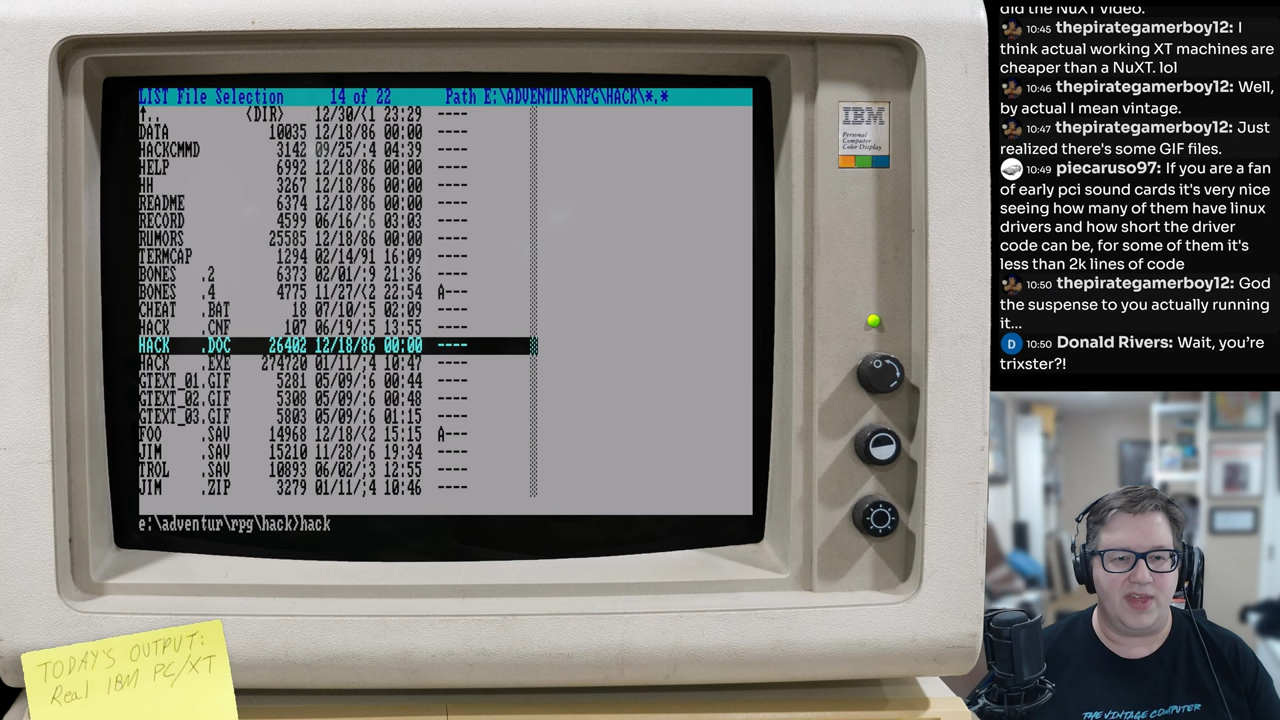 LIST File Selection 14 of 22 Path E:\ADVENTUR\RPG\HACK\*.*
↑.. <DIR> 12/30/<1 23:29 ----
DATA 10035 12/18/86 00:00 ----
HACKCMMD 3142 09/25/;4 04:39 ----
HELP 6992 12/18/86 00:00 ----
HH 3267 12/18/86 00:00 ----
README 6374 12/18/86 00:00 ----
RECORD 4599 06/16/;6 03:03 ----
RUMORS 25585 12/18/86 00:00 ----
TERMCAP 1294 02/14/91 16:09 ----
BONES .2 6373 02/01/;9 21:36 ----
BONES .4 4775 11/27/<2 22:54 A---
CHEAT .BAT 18 07/10/;5 02:09 ----
HACK .CNF 107 06/19/;5 13:55 ----
HACK .DOC 26402 12/18/86 00:00 ----
HACK .EXE 274720 01/11/;4 10:47 ----
GTEXT_01.GIF 5281 05/09/;6 00:44 ----
GTEXT_02.GIF 5308 05/09/;6 00:48 ----
GTEXT_03.GIF 5803 05/09/;6 01:15 ----
FOO .SAV 14968 12/18/<2 15:15 A---
JIM .SAV 15210 11/28/;6 19:34 ----
TROL .SAV 10893 06/02/;3 12:55 ----
JIM .ZIP 3279 01/11/;4 10:46 ----
e:\adventur\rpg\hack>hack
IBM
Personal
Computer
Color Display
TODAY'S OUTPUT:
Real IBM PC/XT
did the NuXT video.
10:45 thepirategamerboy12: I
think actual working XT machines are
cheaper than a NuXT. lol
10:46 thepirategamerboy12: Well,
by actual I mean vintage.
10:47 thepirategamerboy12: Just
realized there's some GIF files.
10:49 piecaruso97: If you are a fan
of early pci sound cards it's very nice
seeing how many of them have linux
drivers and how short the driver
code can be, for some of them it's
less than 2k lines of code
10:50 thepirategamerboy12: God
the suspense to you actually running
it...
D 10:50 Donald Rivers: Wait, you're
trixster?!
THE VINTAGE COMPUTER